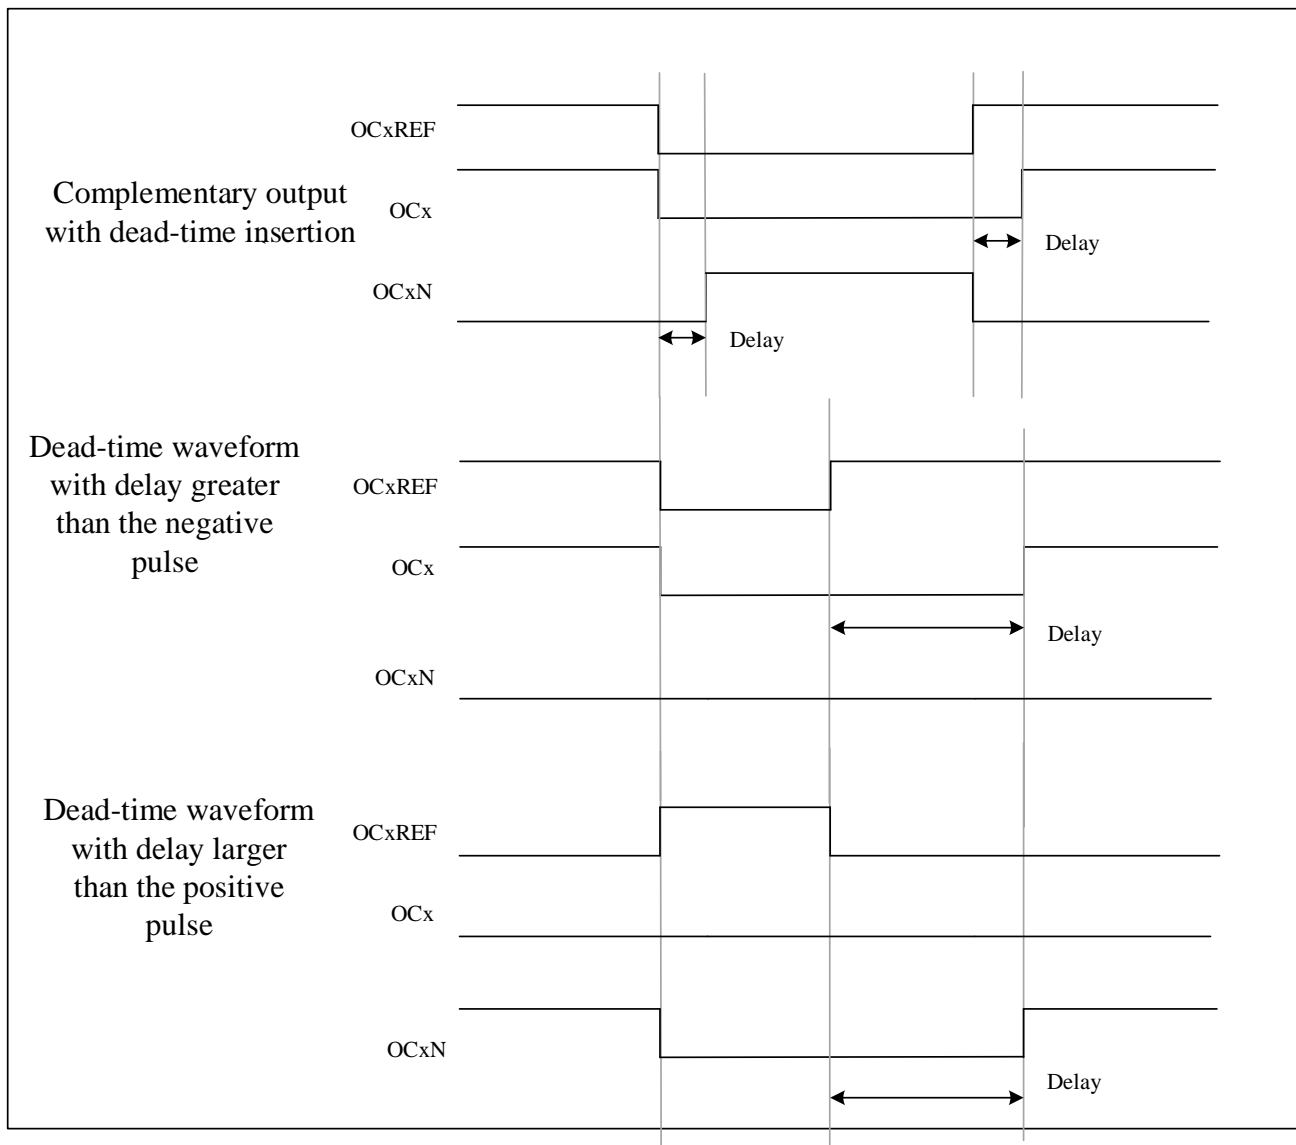 OCxREF
Complementary output
with dead-time insertion
OCx
Delay
OCxN
Delay
Dead-time waveform
with delay greater
than the negative
pulse
OCxREF
OCx
Delay
OCxN
Dead-time waveform
with delay larger
than the positive
pulse
OCxREF
OCx
OCxN
Delay